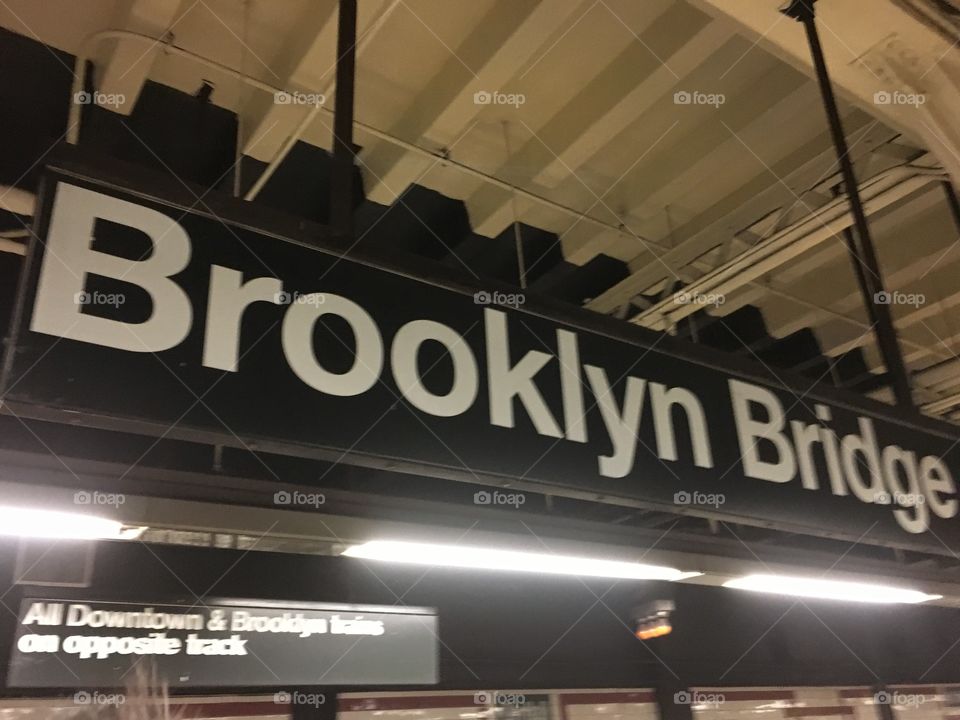 Brooklyn Bridge
All Downtown & Brooklyn trains
on opposite track